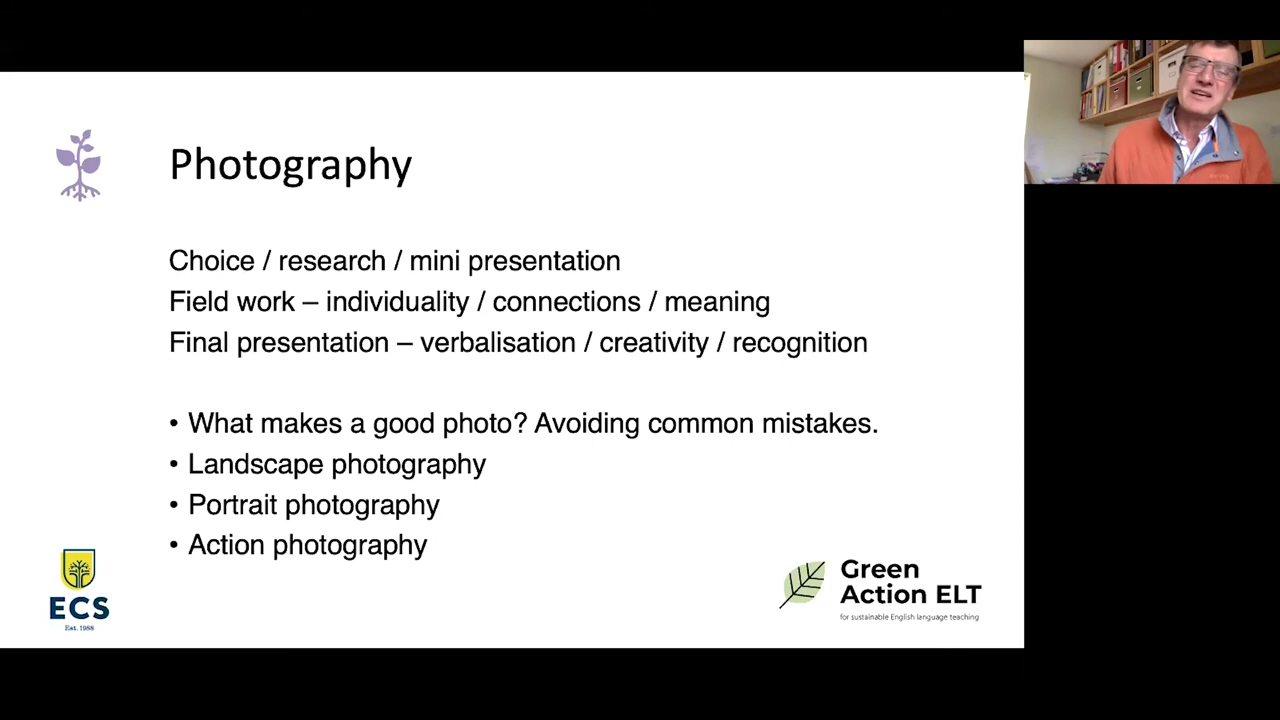 Photography
Choice / research / mini presentation
Field work – individuality / connections / meaning
Final presentation – verbalisation / creativity / recognition
• What makes a good photo? Avoiding common mistakes.
• Landscape photography
• Portrait photography
• Action photography
ECS
Est. 1988
Green
Action ELT
for sustainable English language teaching